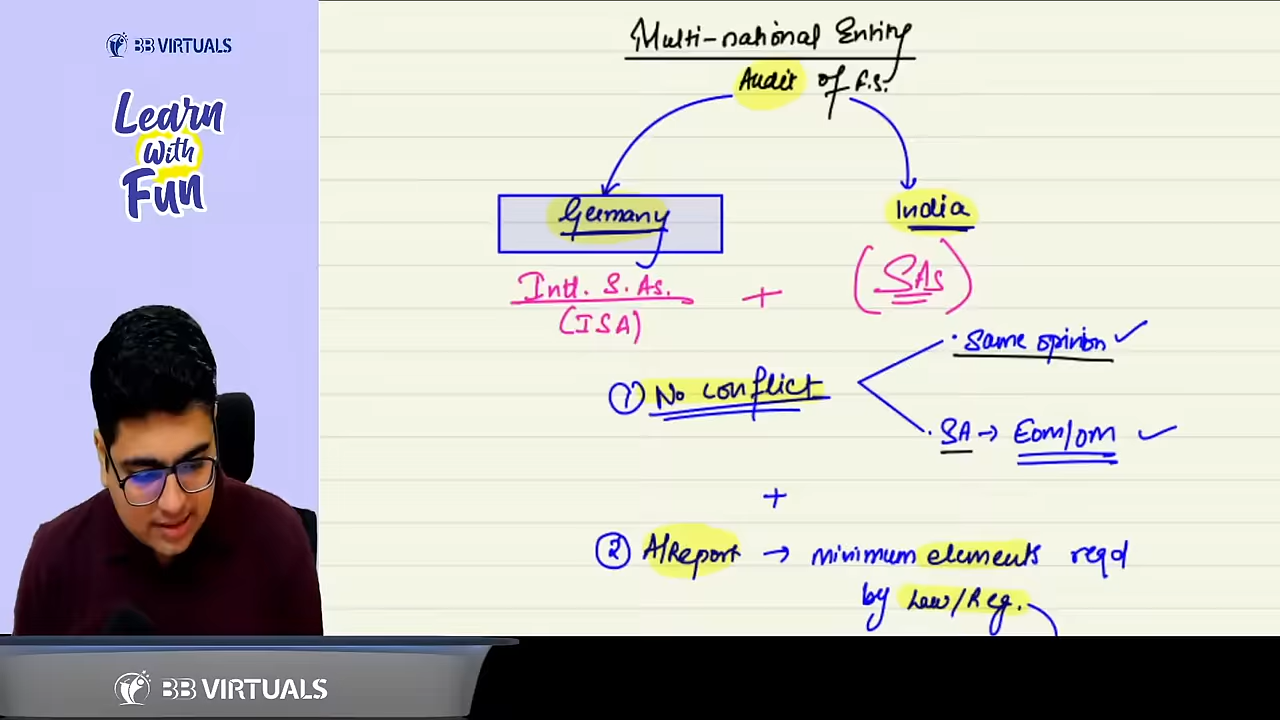 BB VIRTUALS
Learn
With
Fun
Multi-national Entity
Audit of F.S.
Germany
India
Intl. S. As.
(ISA)
+
(SAs)
① No conflict
· Same opinion ✓
· SA → EOM/OM ✓
+
② A/Report → minimum elements reqd
by Law/Reg.
BB VIRTUALS